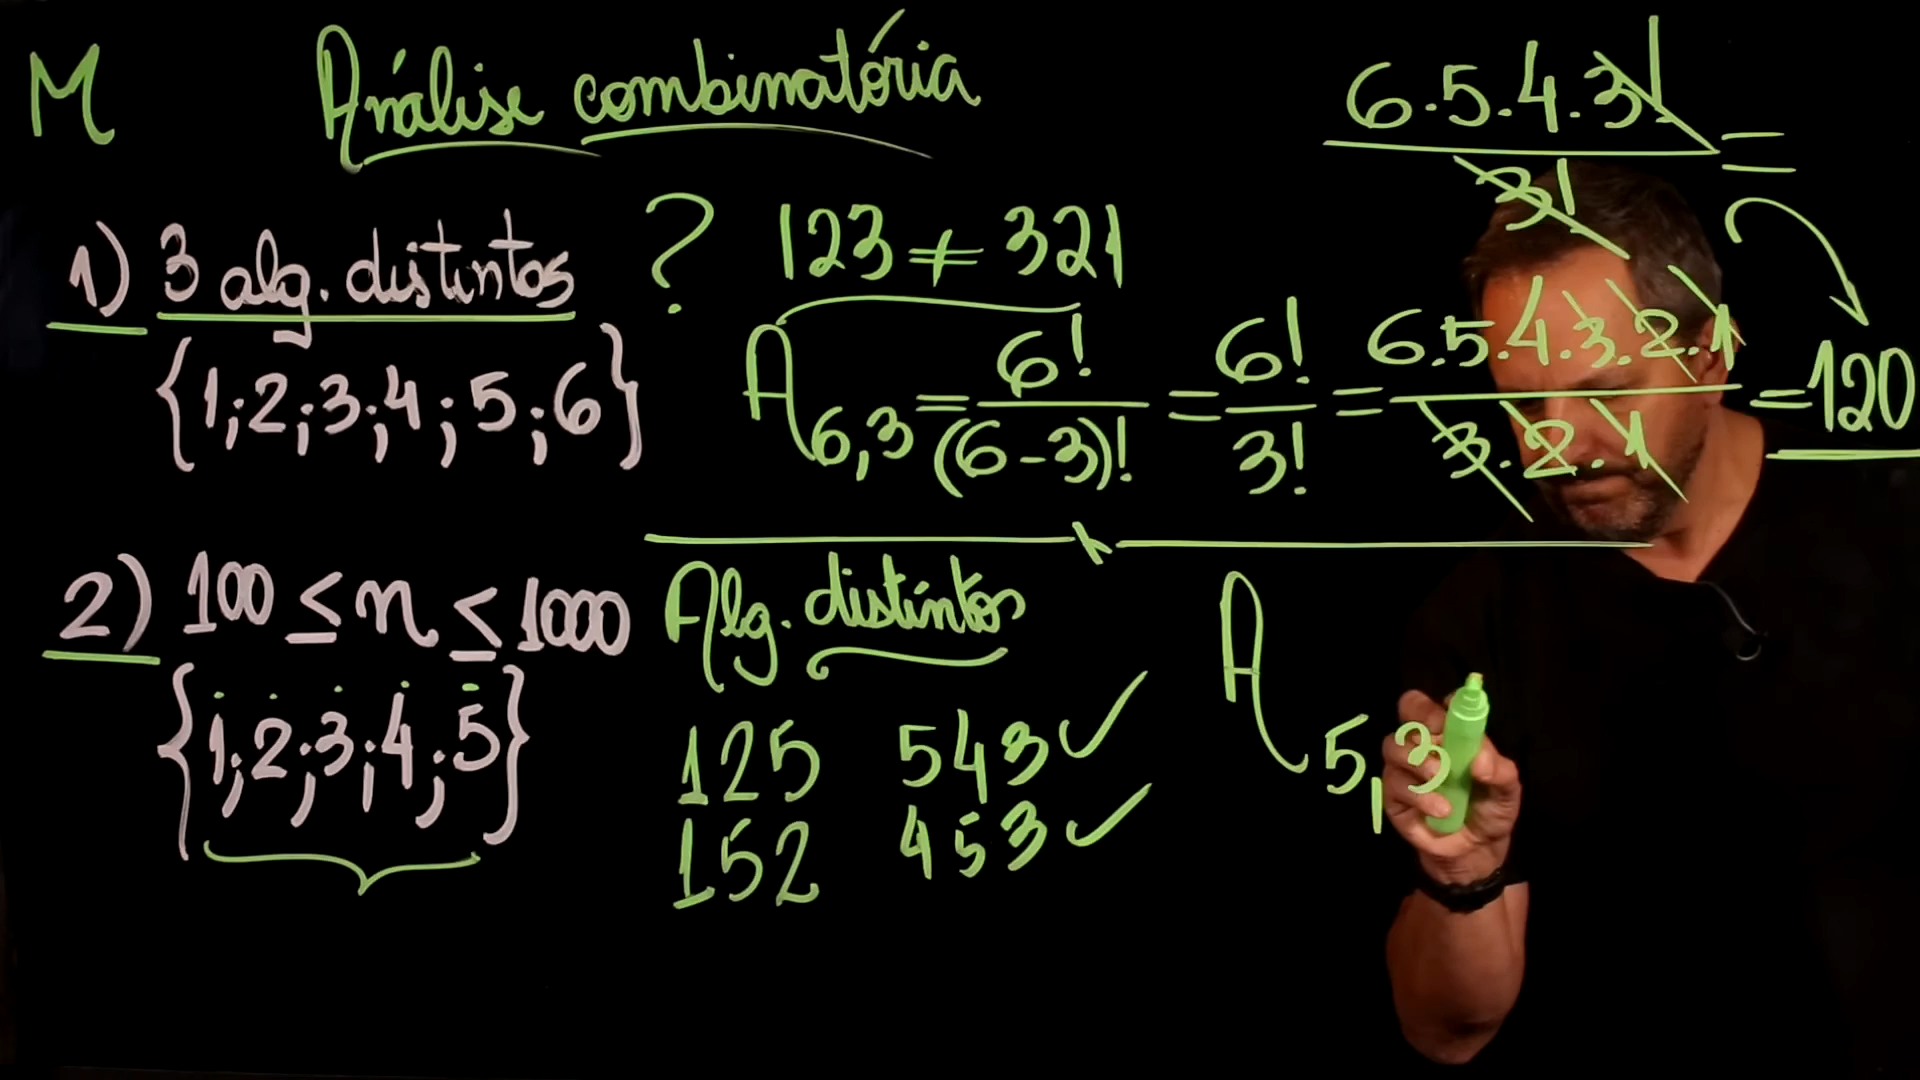 M Análise combinatória
6.5.4.3!
3!
=
1) 3 alg. distintos ?
{1;2;3;4;5;6}
123 ≠ 321
A6,3 = 6!/(6-3)! = 6!/3! = 6.5.4.3.2.1/3.2.1 = 120
2) 100 ≤ n ≤ 1000
{1;2;3;4;5}
Alg. distintos
125 543 ✓
152 453 ✓
A5,3